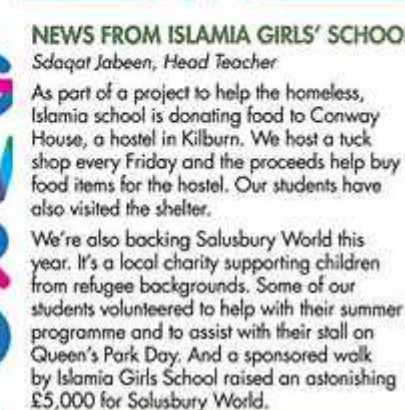 NEWS FROM ISLAMIA GIRLS' SCHOOL
Sdaqat Jabeen, Head Teacher
As part of a project to help the homeless,
Islamia school is donating food to Conway
House, a hostel in Kilburn. We host a tuck
shop every Friday and the proceeds help buy
food items for the hostel. Our students have
also visited the shelter.
We're also backing Salusbury World this
year. It's a local charity supporting children
from refugee backgrounds. Some of our
students volunteered to help with their summer
programme and to assist with their stall on
Queen's Park Day. And a sponsored walk
by Islamia Girls School raised an astonishing
£5,000 for Salusbury World.